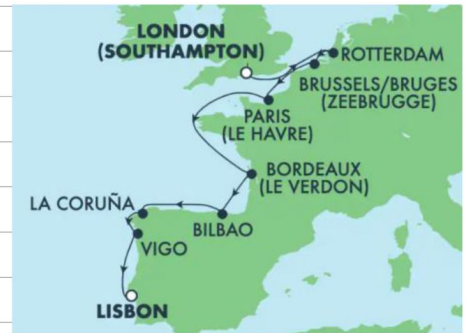 LONDON
(SOUTHAMPTON)
ROTTERDAM
BRUSSELS/BRUGES
(ZEEBRUGGE)
PARIS
(LE HAVRE)
BORDEAUX
(LE VERDON)
LA CORUÑA
BILBAO
VIGO
LISBON